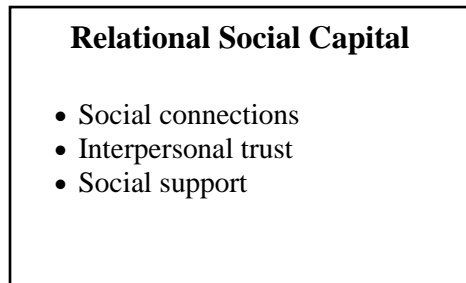 Relational Social Capital
• Social connections
• Interpersonal trust
• Social support